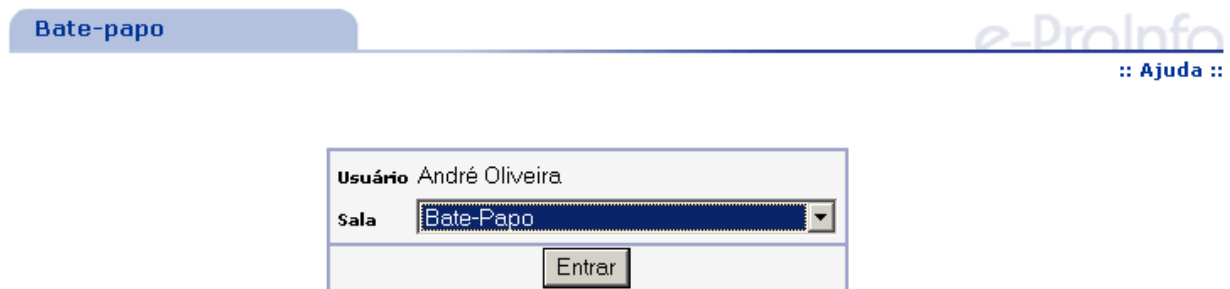 Bate-papo
e-ProInfo
:: Ajuda ::
Usuário André Oliveira
Sala Bate-Papo
Entrar